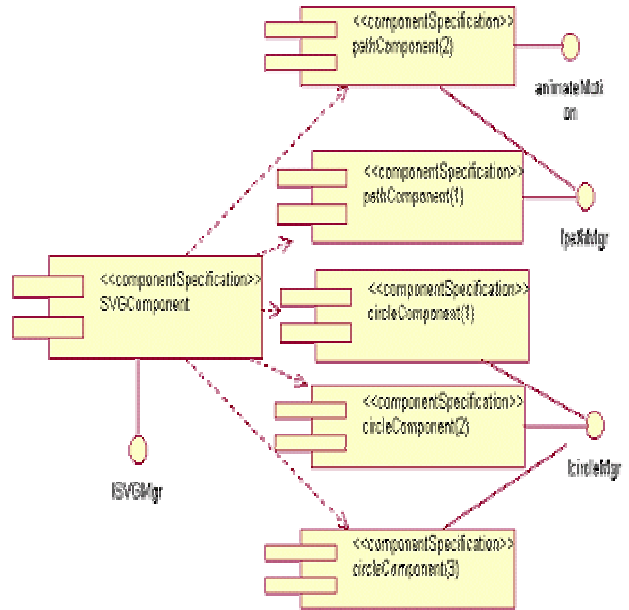 <<componentSpecification>>
pathComponent(2)
animateMoti
on
<<componentSpecification>>
pathComponent(1)
IpathMgr
<<componentSpecification>>
SVGComponent
<<componentSpecification>>
circleComponent(1)
<<componentSpecification>>
circleComponent(2)
IcircleMgr
ISVGMgr
<<componentSpecification>>
circleComponent(3)